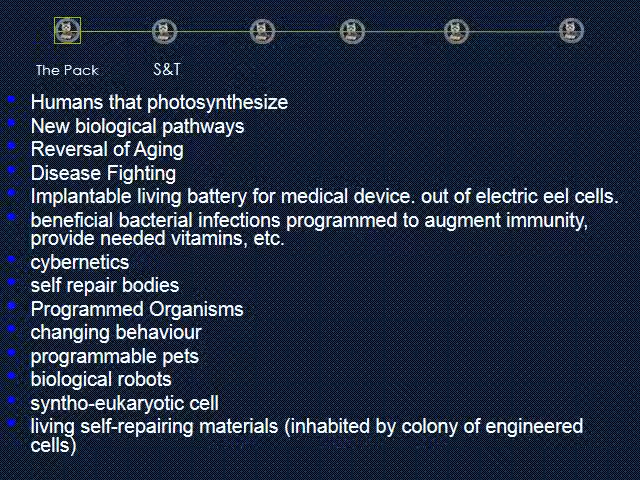 The Pack S&T
Humans that photosynthesize
New biological pathways
Reversal of Aging
Disease Fighting
Implantable living battery for medical device. out of electric eel cells.
beneficial bacterial infections programmed to augment immunity,
provide needed vitamins, etc.
cybernetics
self repair bodies
Programmed Organisms
changing behaviour
programmable pets
biological robots
syntho-eukaryotic cell
living self-repairing materials (inhabited by colony of engineered
cells)